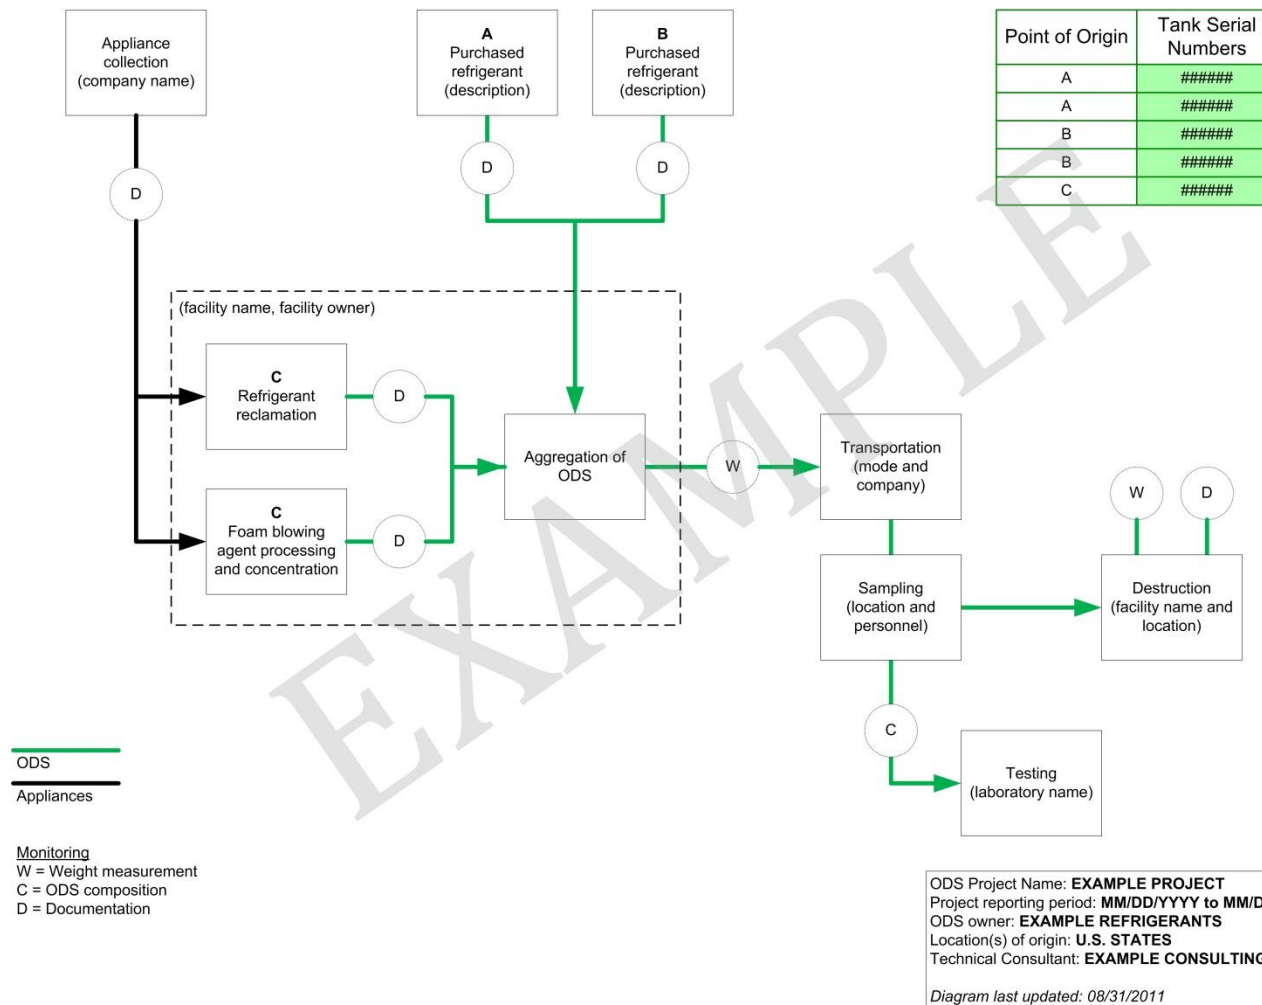 Appliance
collection
(company name)
A
Purchased
refrigerant
(description)
B
Purchased
refrigerant
(description)
Point of Origin
Tank Serial
Numbers
A
######
A
######
B
######
B
######
C
######
D
D
D
(facility name, facility owner)
C
Refrigerant
reclamation
D
C
Foam blowing
agent processing
and concentration
D
Aggregation of
ODS
W
Transportation
(mode and
company)
Sampling
(location and
personnel)
W
D
Destruction
(facility name and
location)
C
Testing
(laboratory name)
EXAMPLE
ODS
Appliances
Monitoring
W = Weight measurement
C = ODS composition
D = Documentation
ODS Project Name: EXAMPLE PROJECT
Project reporting period: MM/DD/YYYY to MM/D
ODS owner: EXAMPLE REFRIGERANTS
Location(s) of origin: U.S. STATES
Technical Consultant: EXAMPLE CONSULTING
Diagram last updated: 08/31/2011